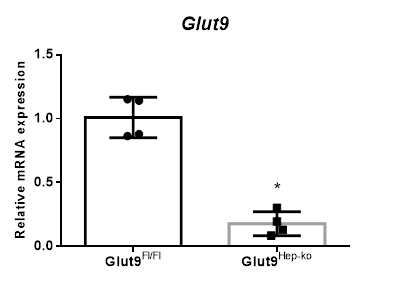 Glut9
Relative mRNA expression
1.5
1.0
0.5
0.0
*
Glut9Fl/Fl
Glut9Hep-ko